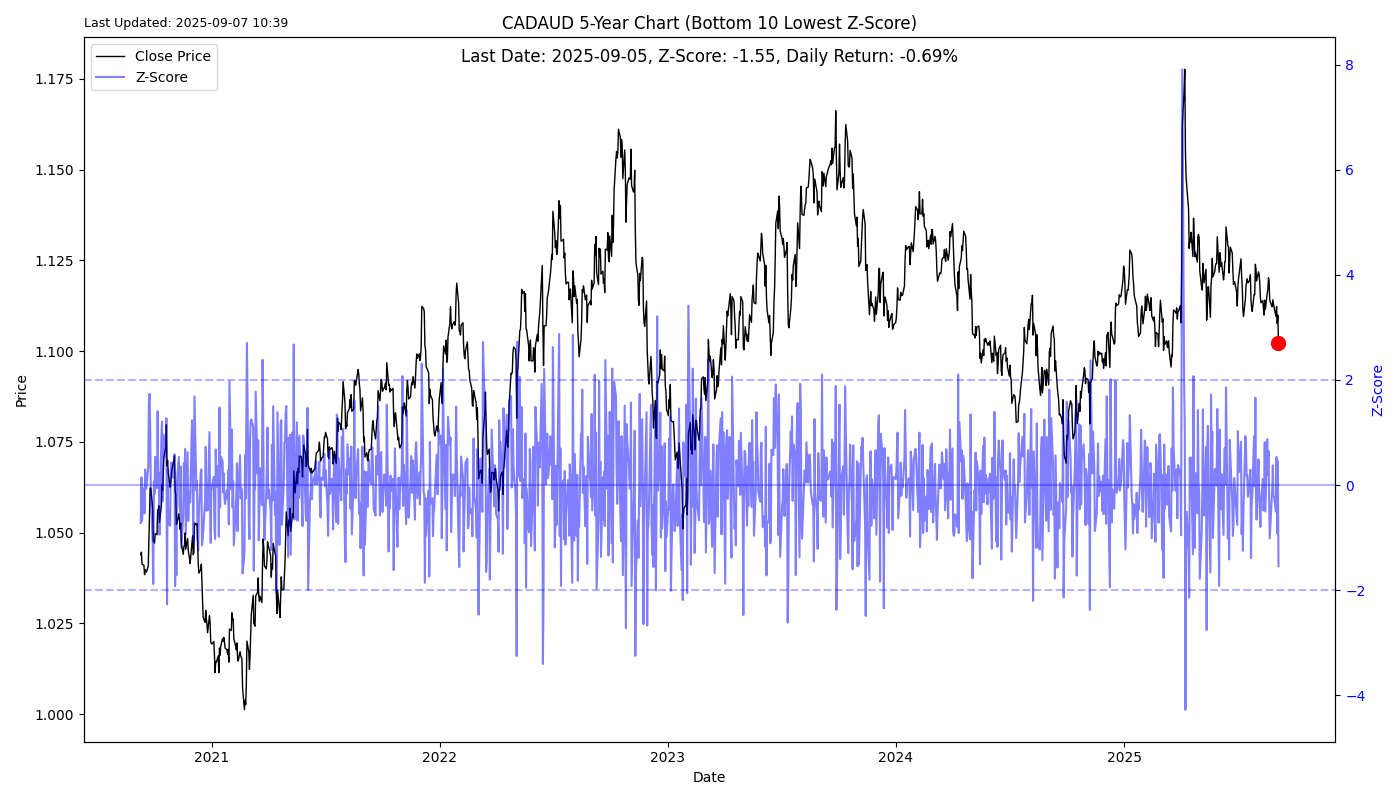 Last Updated: 2025-09-07 10:39
CADAUD 5-Year Chart (Bottom 10 Lowest Z-Score)
Last Date: 2025-09-05, Z-Score: -1.55, Daily Return: -0.69%
Close Price
Z-Score
1.175
1.150
1.125
1.100
1.075
1.050
1.025
1.000
Price
8
6
4
2
0
−2
−4
Z-Score
2021
2022
2023
2024
2025
Date